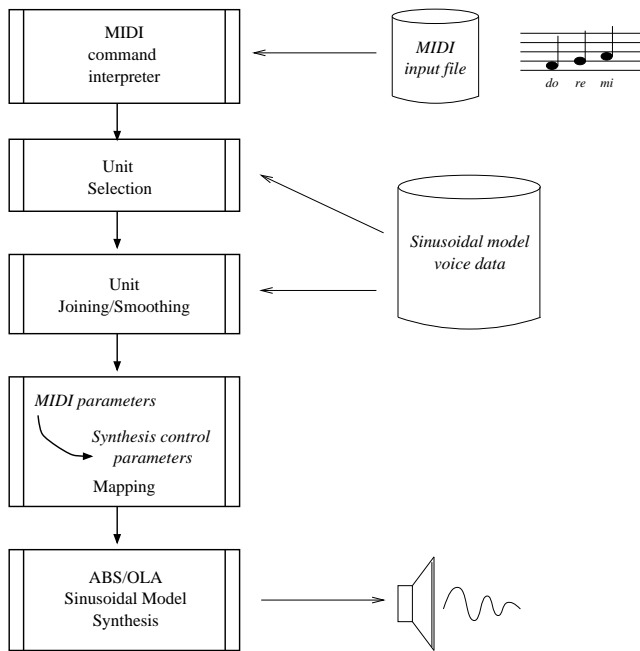 MIDI
command
interpreter
MIDI
input file
do re mi
Unit
Selection
Sinusoidal model
voice data
Unit
Joining/Smoothing
MIDI parameters
Synthesis control
parameters
Mapping
ABS/OLA
Sinusoidal Model
Synthesis